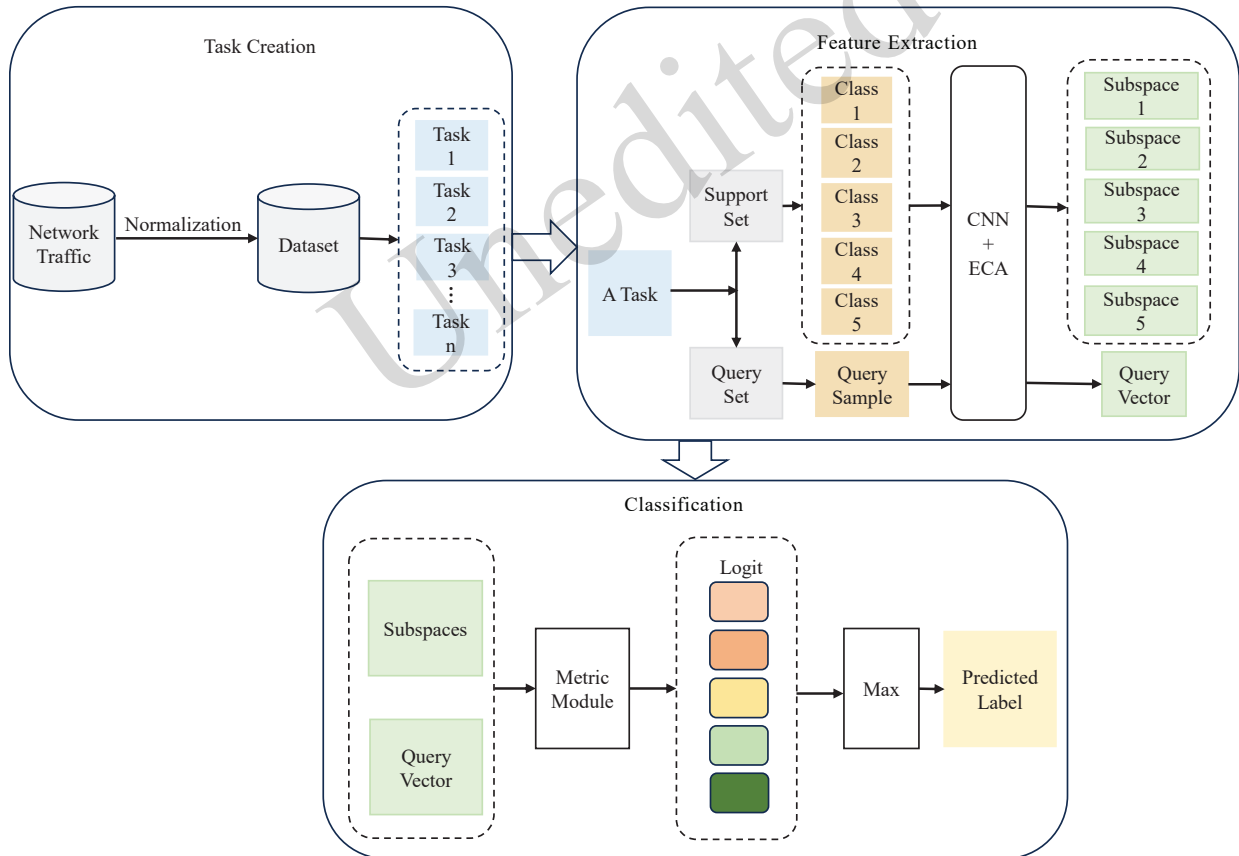 Task Creation
Network
Traffic
Normalization
Dataset
Task
1
Task
2
Task
3
Task
n
Feature Extraction
A Task
Support
Set
Query
Set
Class
1
Class
2
Class
3
Class
4
Class
5
Query
Sample
CNN
+
ECA
Subspace
1
Subspace
2
Subspace
3
Subspace
4
Subspace
5
Query
Vector
Classification
Subspaces
Query
Vector
Metric
Module
Logit
Max
Predicted
Label
Unedited